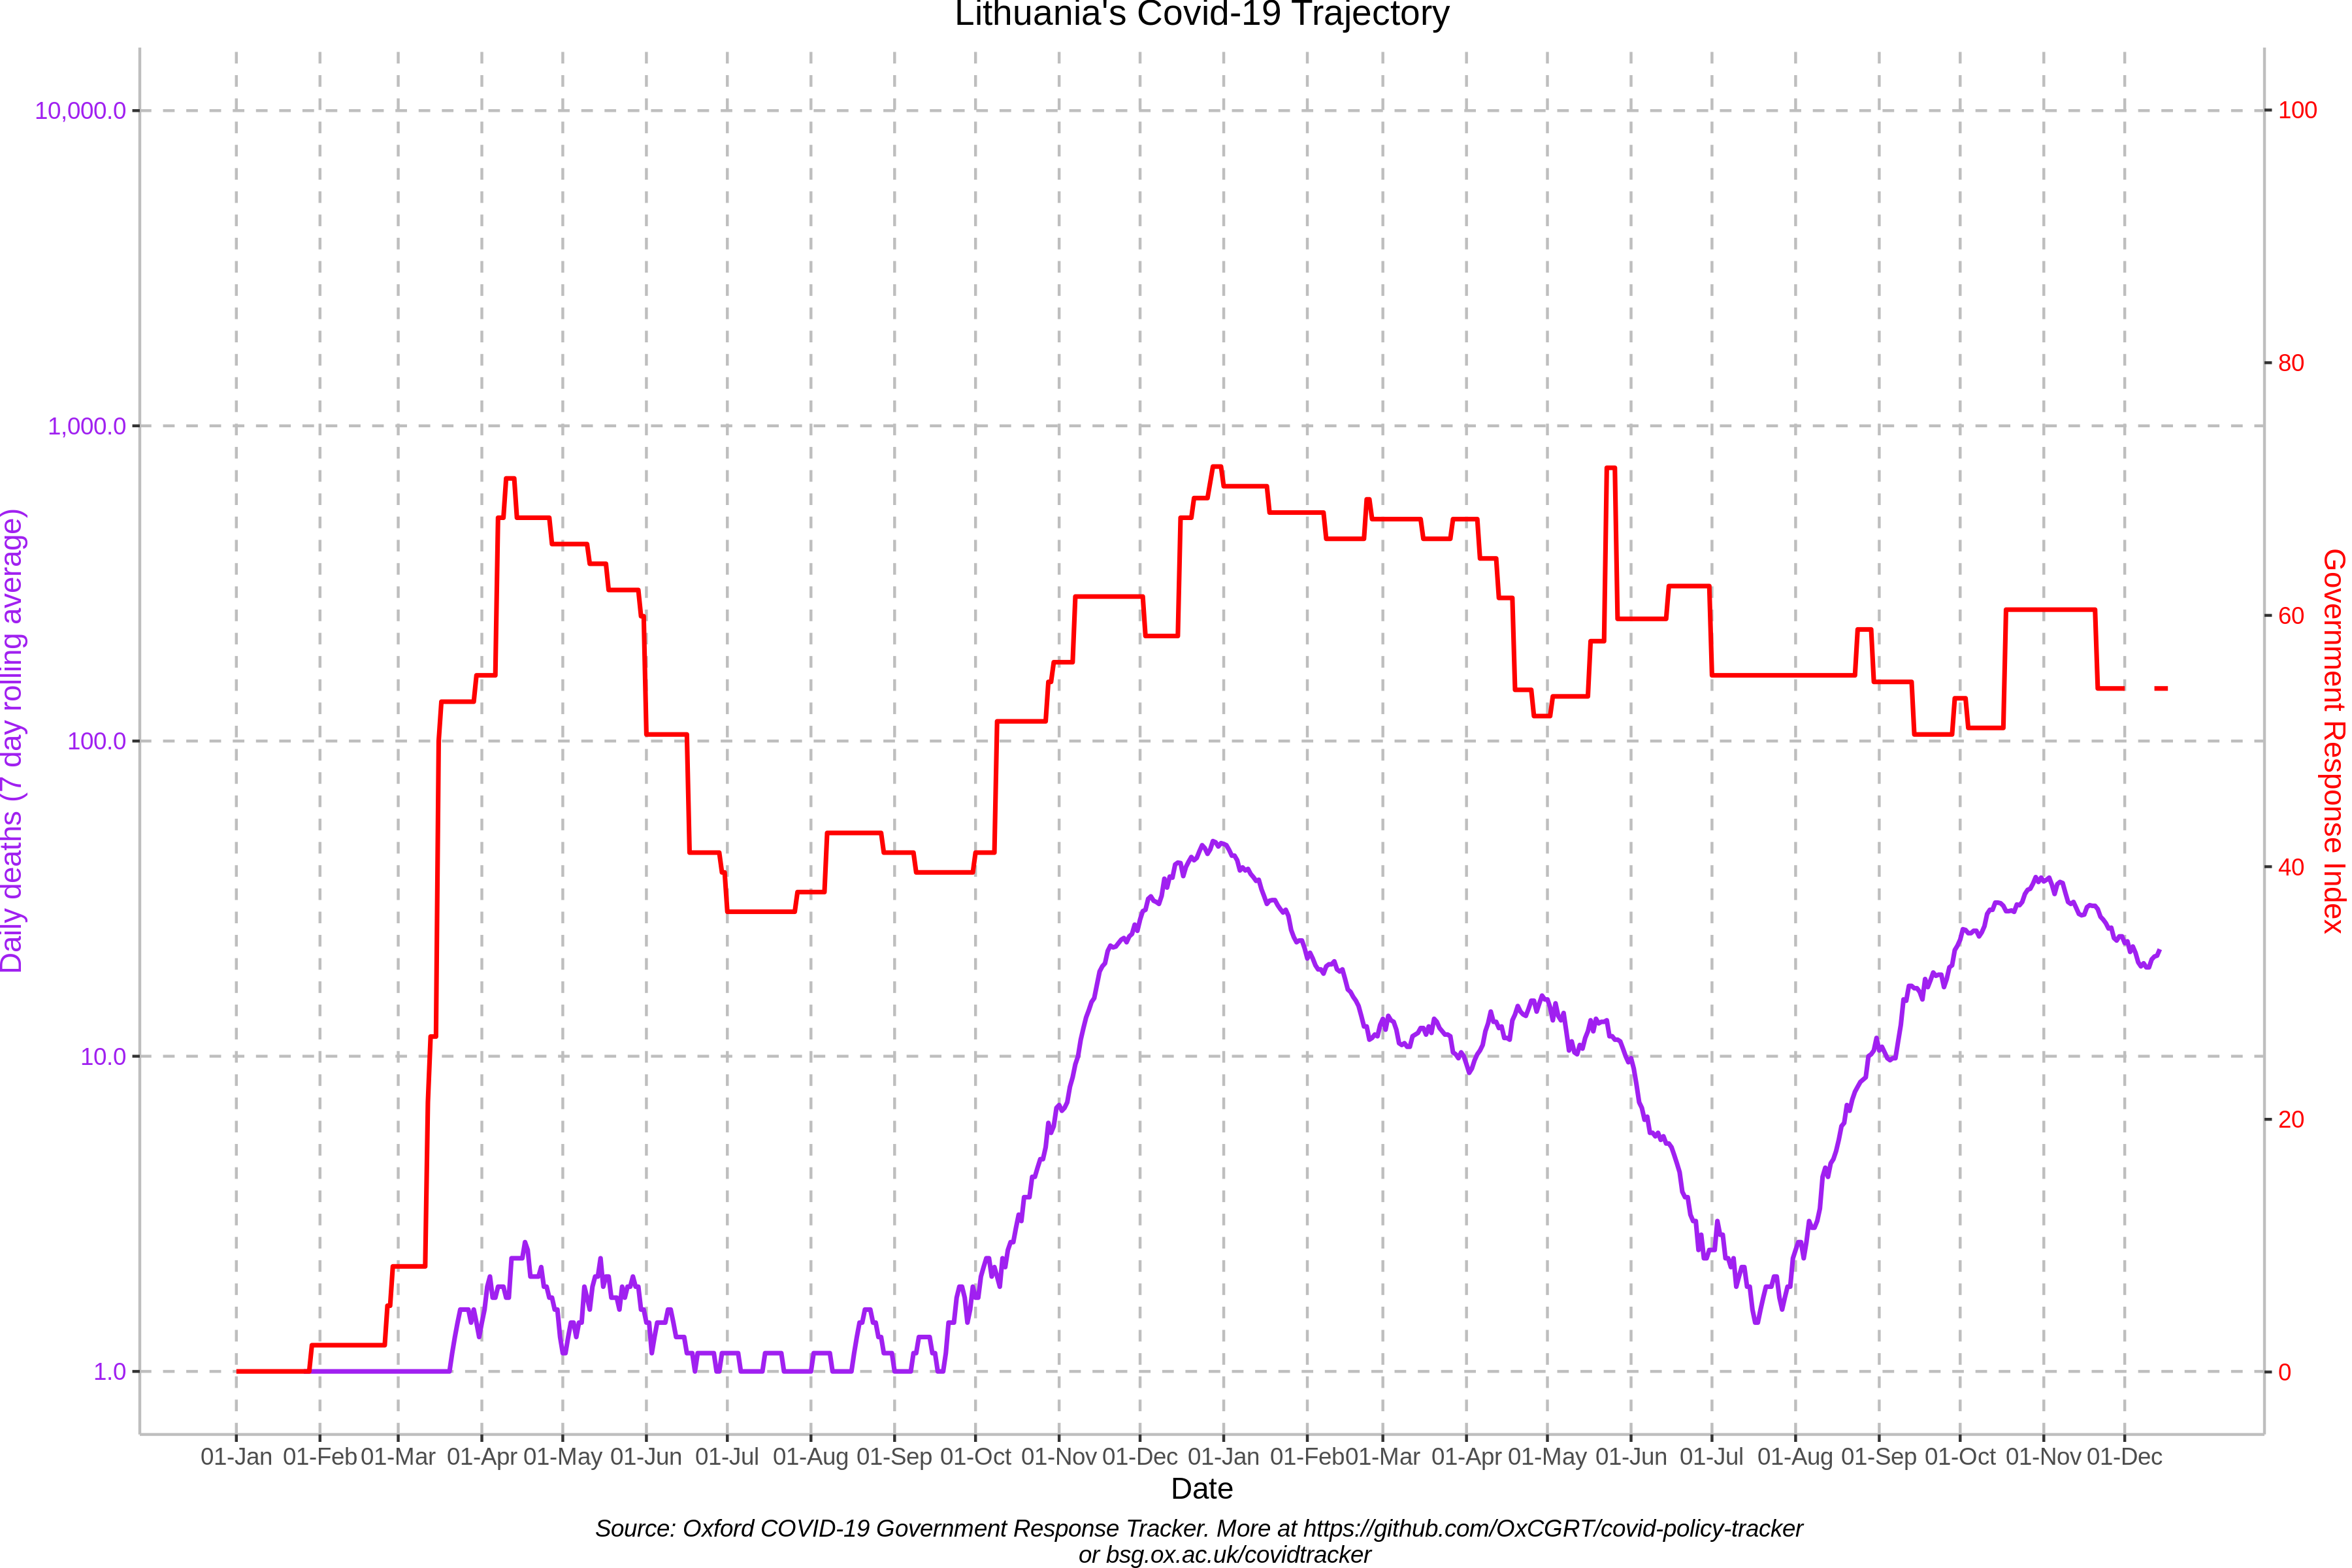 Lithuania's Covid-19 Trajectory
10,000.0
1,000.0
100.0
10.0
1.0
Daily deaths (7 day rolling average)
100
80
60
40
20
0
Government Response Index
01-Jan 01-Feb 01-Mar 01-Apr 01-May 01-Jun 01-Jul 01-Aug 01-Sep 01-Oct 01-Nov 01-Dec 01-Jan 01-Feb 01-Mar 01-Apr 01-May 01-Jun 01-Jul 01-Aug 01-Sep 01-Oct 01-Nov 01-Dec
Date
Source: Oxford COVID-19 Government Response Tracker. More at https://github.com/OxCGRT/covid-policy-tracker
or bsg.ox.ac.uk/covidtracker